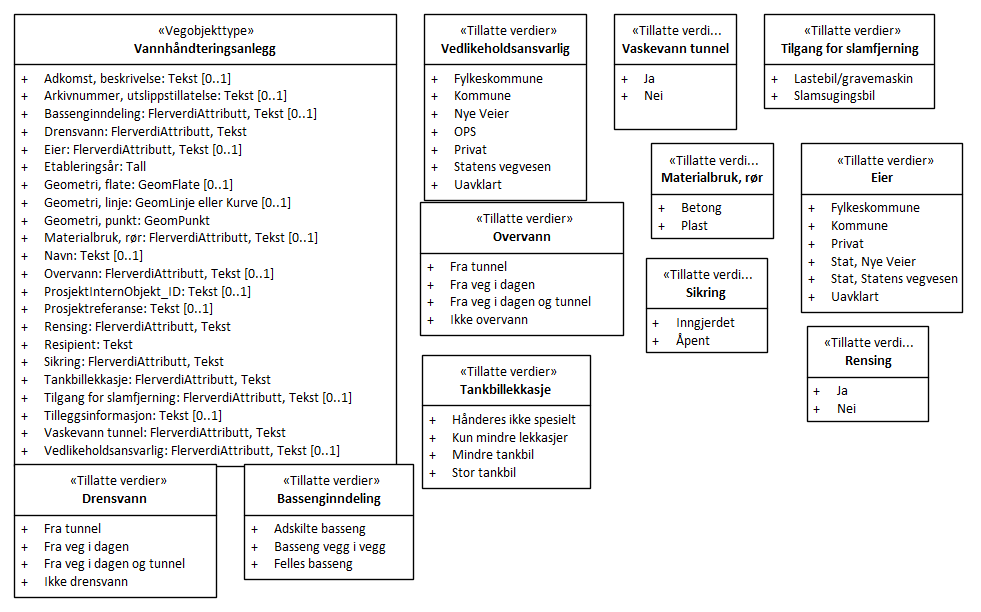 «Vegobjekttype»
Vannhåndteringsanlegg
+ Adkomst, beskrivelse: Tekst [0..1]
+ Arkivnummer, utslippstillatelse: Tekst [0..1]
+ Bassenginndeling: FlerverdiAttributt, Tekst [0..1]
+ Drensvann: FlerverdiAttributt, Tekst
+ Eier: FlerverdiAttributt, Tekst [0..1]
+ Etableringsår: Tall
+ Geometri, flate: GeomFlate [0..1]
+ Geometri, linje: GeomLinje eller Kurve [0..1]
+ Geometri, punkt: GeomPunkt
+ Materialbruk, rør: FlerverdiAttributt, Tekst [0..1]
+ Navn: Tekst [0..1]
+ Overvann: FlerverdiAttributt, Tekst [0..1]
+ ProsjektInternObjekt_ID: Tekst [0..1]
+ Prosjektreferanse: Tekst [0..1]
+ Rensing: FlerverdiAttributt, Tekst
+ Resipient: Tekst
+ Sikring: FlerverdiAttributt, Tekst
+ Tankbillekkasje: FlerverdiAttributt, Tekst
+ Tilgang for slamfjerning: FlerverdiAttributt, Tekst [0..1]
+ Tilleggsinformasjon: Tekst [0..1]
+ Vaskevann tunnel: FlerverdiAttributt, Tekst
+ Vedlikeholdsansvarlig: FlerverdiAttributt, Tekst [0..1]
«Tillatte verdier»
Vedlikeholdsansvarlig
+ Fylkeskommune
+ Kommune
+ Nye Veier
+ OPS
+ Privat
+ Statens vegvesen
+ Uavklart
«Tillatte verdi...
Vaskevann tunnel
+ Ja
+ Nei
«Tillatte verdier»
Tilgang for slamfjerning
+ Lastebil/gravemaskin
+ Slamsugingsbil
«Tillatte verdi...
Materialbruk, rør
+ Betong
+ Plast
«Tillatte verdier»
Eier
+ Fylkeskommune
+ Kommune
+ Privat
+ Stat, Nye Veier
+ Stat, Statens vegvesen
+ Uavklart
«Tillatte verdier»
Overvann
+ Fra tunnel
+ Fra veg i dagen
+ Fra veg i dagen og tunnel
+ Ikke overvann
«Tillatte verdi...
Sikring
+ Inngjerdet
+ Åpent
«Tillatte verdi...
Rensing
+ Ja
+ Nei
«Tillatte verdier»
Tankbillekkasje
+ Hånderes ikke spesielt
+ Kun mindre lekkasjer
+ Mindre tankbil
+ Stor tankbil
«Tillatte verdier»
Drensvann
+ Fra tunnel
+ Fra veg i dagen
+ Fra veg i dagen og tunnel
+ Ikke drensvann
«Tillatte verdier»
Bassenginndeling
+ Adskilte basseng
+ Basseng vegg i vegg
+ Felles basseng